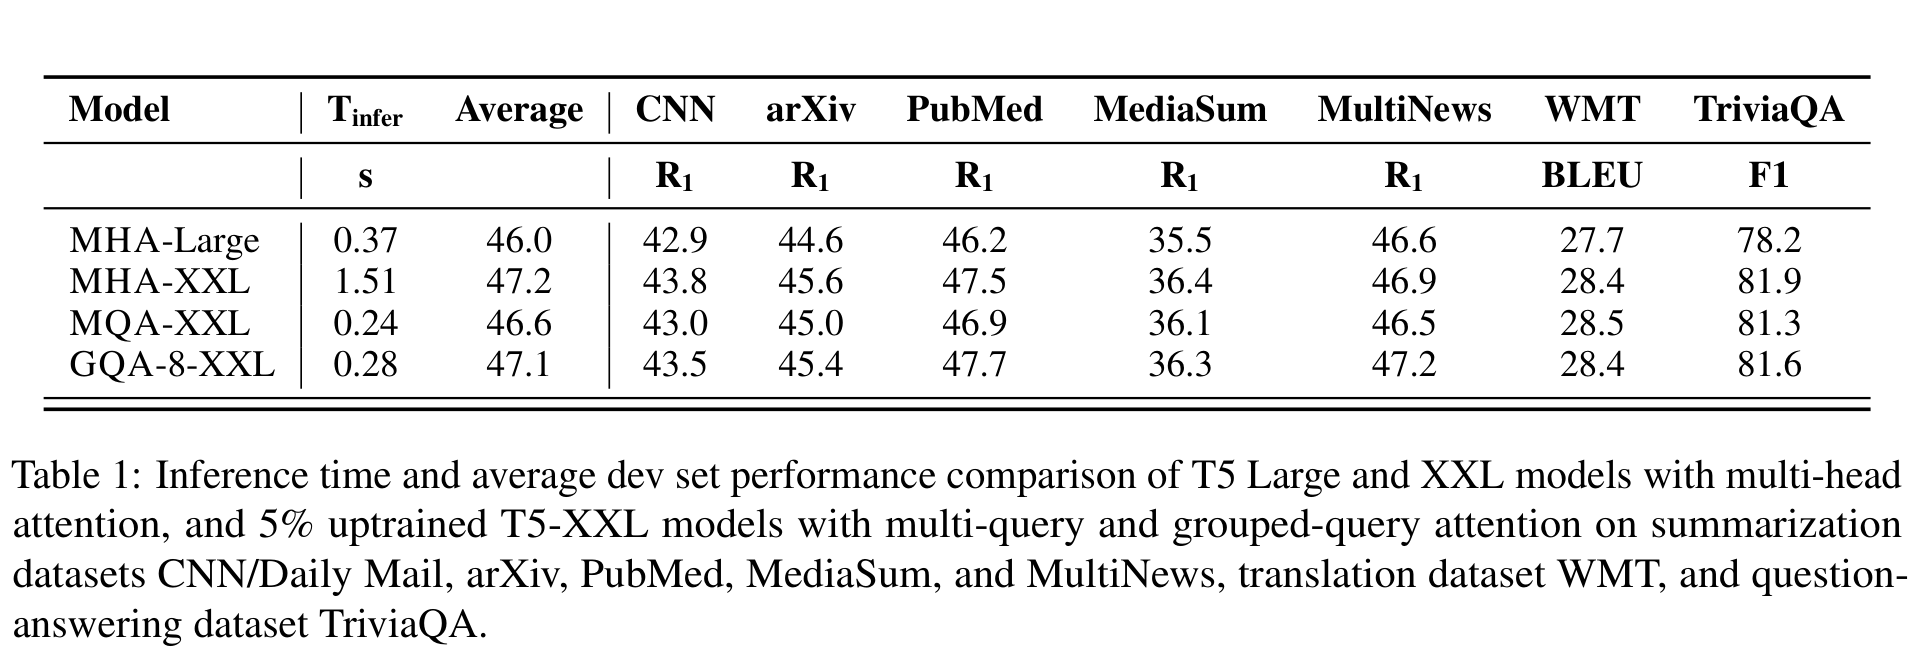 Model T_infer Average CNN arXiv PubMed MediaSum MultiNews WMT TriviaQA
s R_1 R_1 R_1 R_1 R_1 BLEU F1
MHA-Large 0.37 46.0 42.9 44.6 46.2 35.5 46.6 27.7 78.2
MHA-XXL 1.51 47.2 43.8 45.6 47.5 36.4 46.9 28.4 81.9
MQA-XXL 0.24 46.6 43.0 45.0 46.9 36.1 46.5 28.5 81.3
GQA-8-XXL 0.28 47.1 43.5 45.4 47.7 36.3 47.2 28.4 81.6
Table 1: Inference time and average dev set performance comparison of T5 Large and XXL models with multi-head
attention, and 5% uptrained T5-XXL models with multi-query and grouped-query attention on summarization
datasets CNN/Daily Mail, arXiv, PubMed, MediaSum, and MultiNews, translation dataset WMT, and question-
answering dataset TriviaQA.